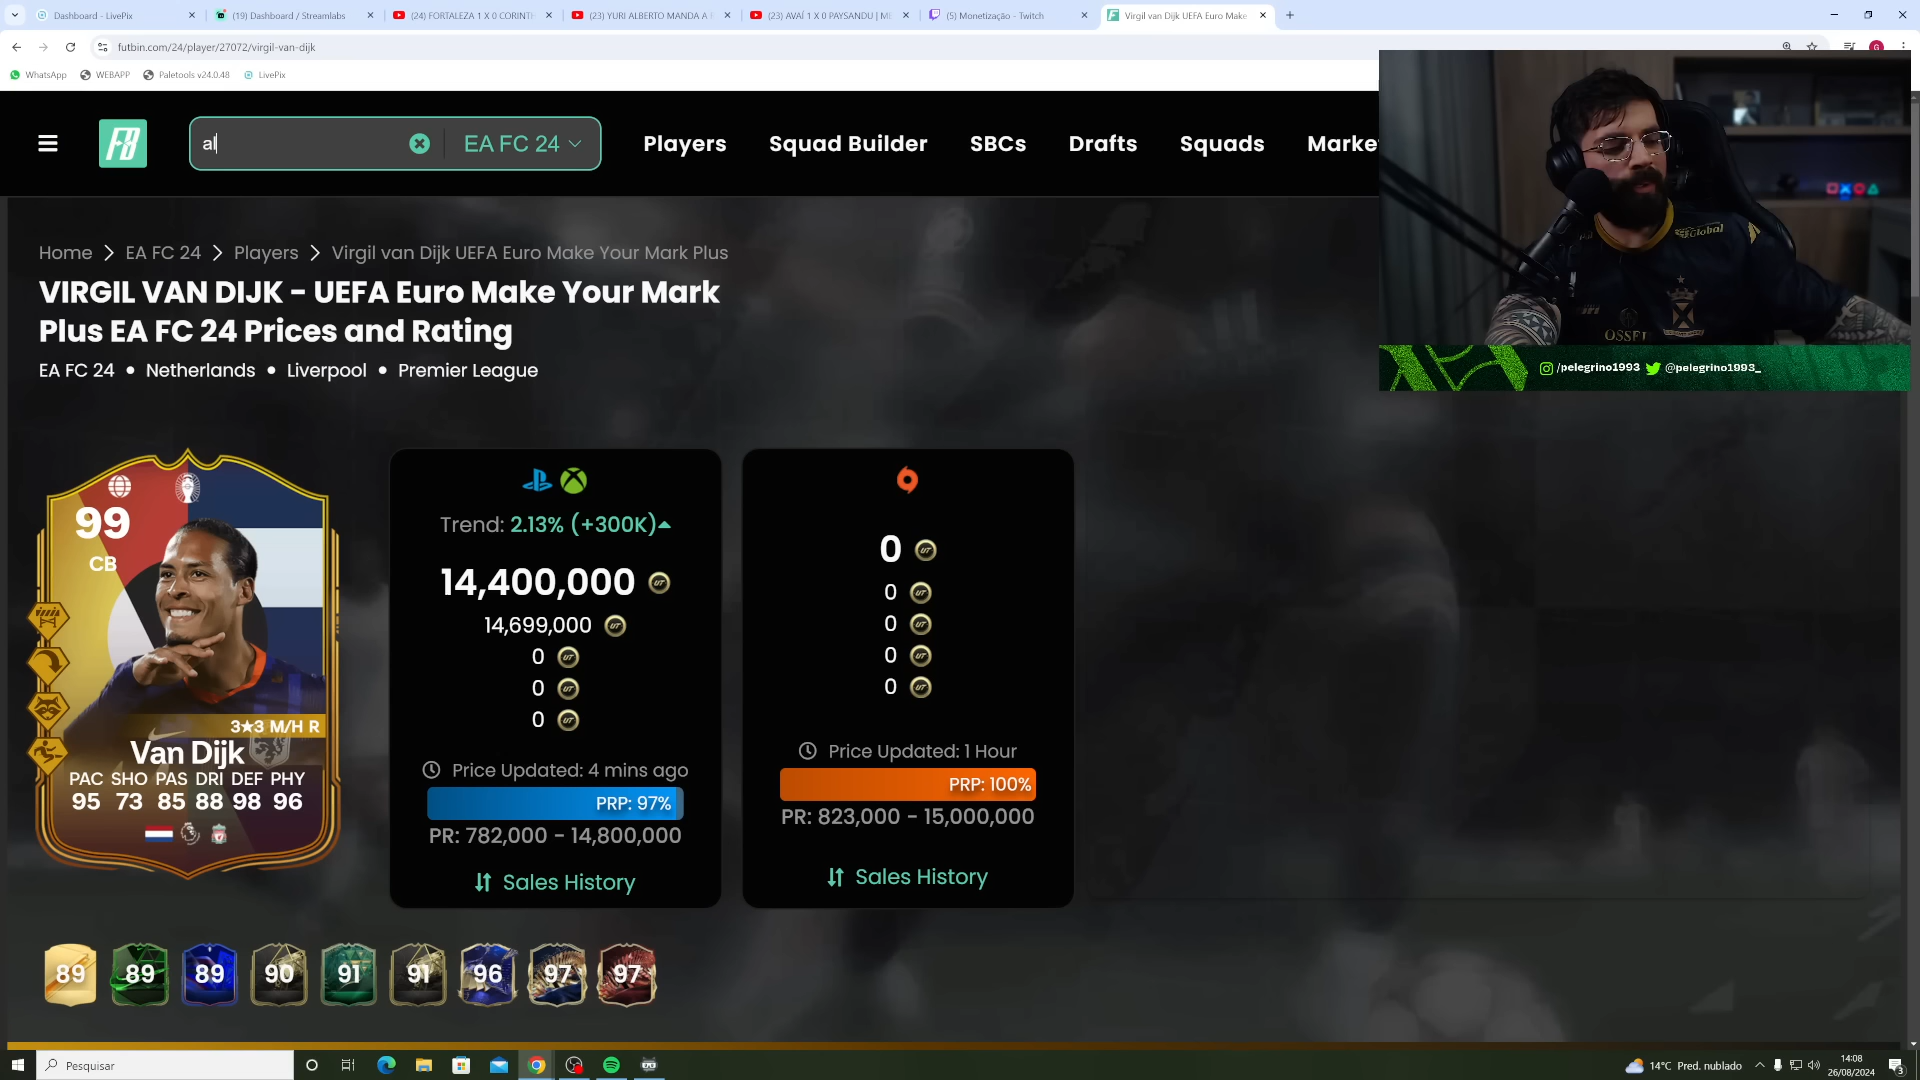 Dashboard - LivePix
(19) Dashboard / Streamlabs
(24) FORTALEZA 1 X 0 CORINTH
(23) YURI ALBERTO MANDA A
(23) AVAÍ 1 X 0 PAYSANDU | ME
(5) Monetização - Twitch
Virgil van Dijk UEFA Euro Make
futbin.com/24/player/27072/virgil-van-dijk
WhatsApp
WEBAPP
Paletools v24.0.48
LivePix
al
EA FC 24
Players
Squad Builder
SBCs
Drafts
Squads
Market
Home > EA FC 24 > Players > Virgil van Dijk UEFA Euro Make Your Mark Plus
VIRGIL VAN DIJK - UEFA Euro Make Your Mark
Plus EA FC 24 Prices and Rating
EA FC 24 • Netherlands • Liverpool • Premier League
Global
OSSEI
/pelegrino1993 @pelegrino1993_
99
CB
3★3 M/H R
Van Dijk
PAC SHO PAS DRI DEF PHY
95 73 85 88 98 96
Trend: 2.13% (+300K)
14,400,000
14,699,000
0
0
0
Price Updated: 4 mins ago
PRP: 97%
PR: 782,000 - 14,800,000
Sales History
0
0
0
0
0
Price Updated: 1 Hour
PRP: 100%
PR: 823,000 - 15,000,000
Sales History
89 89 89 90 91 91 96 97 97
Pesquisar
14°C Pred. nublado
14:08
26/08/2024
3